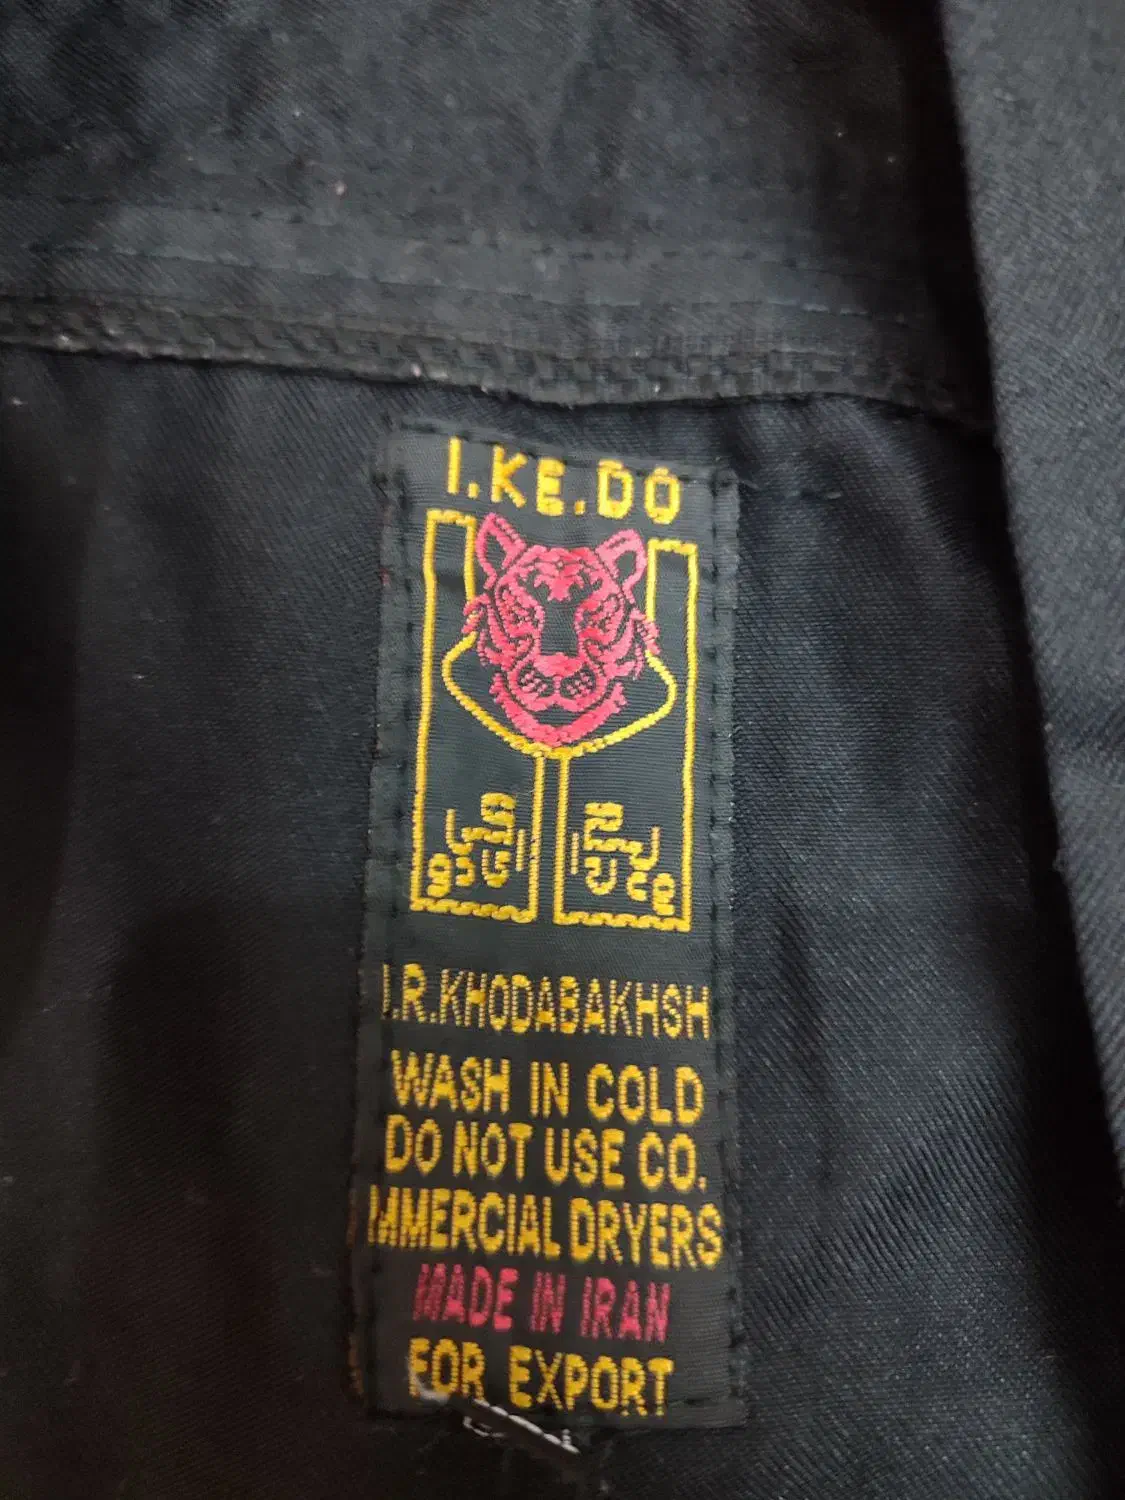 I.KE.DO
I.R.KHODABAKHSH
WASH IN COLD
DO NOT USE CO.
MMERCIAL DRYERS
MADE IN IRAN
FOR EXPORT